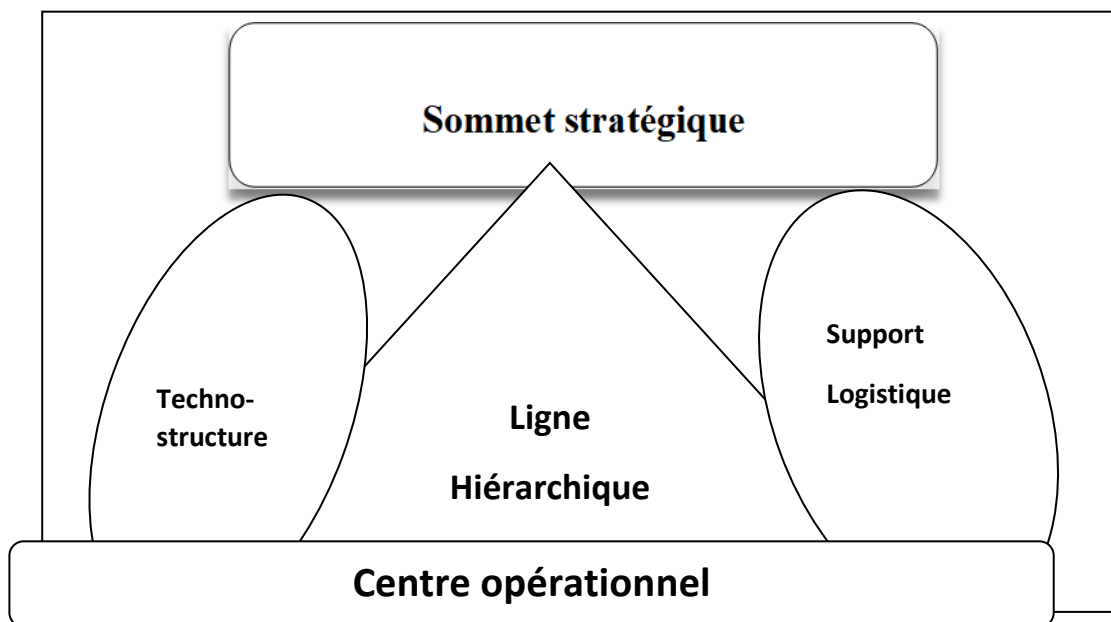 Sommet stratégique
Techno-
structure
Ligne
Hiérarchique
Support
Logistique
Centre opérationnel